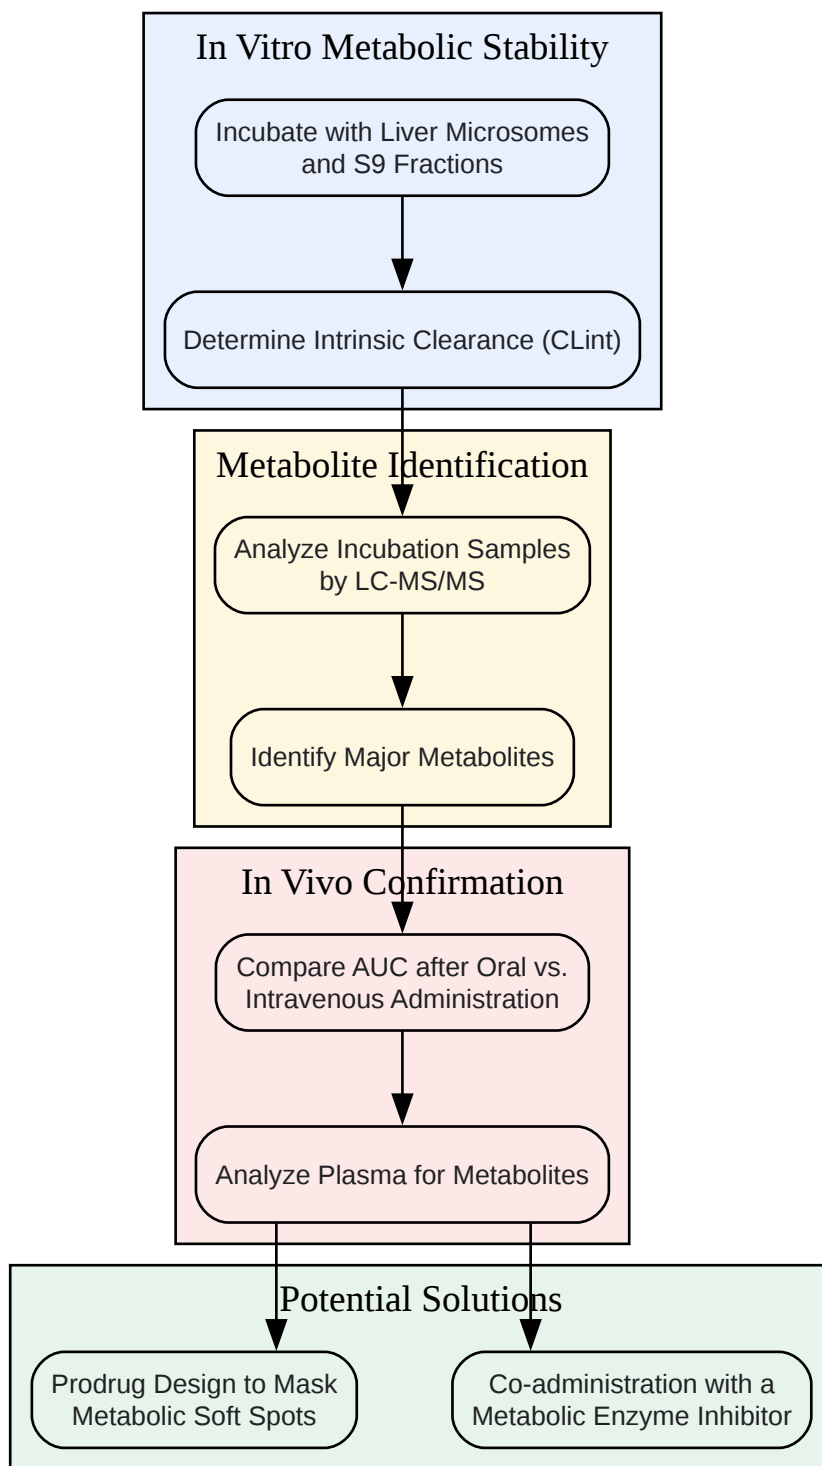 In Vitro Metabolic Stability
Incubate with Liver Microsomes
and S9 Fractions
Determine Intrinsic Clearance (CLint)
Metabolite Identification
Analyze Incubation Samples
by LC-MS/MS
Identify Major Metabolites
In Vivo Confirmation
Compare AUC after Oral vs.
Intravenous Administration
Analyze Plasma for Metabolites
Potential Solutions
Prodrug Design to Mask
Metabolic Soft Spots
Co-administration with a
Metabolic Enzyme Inhibitor